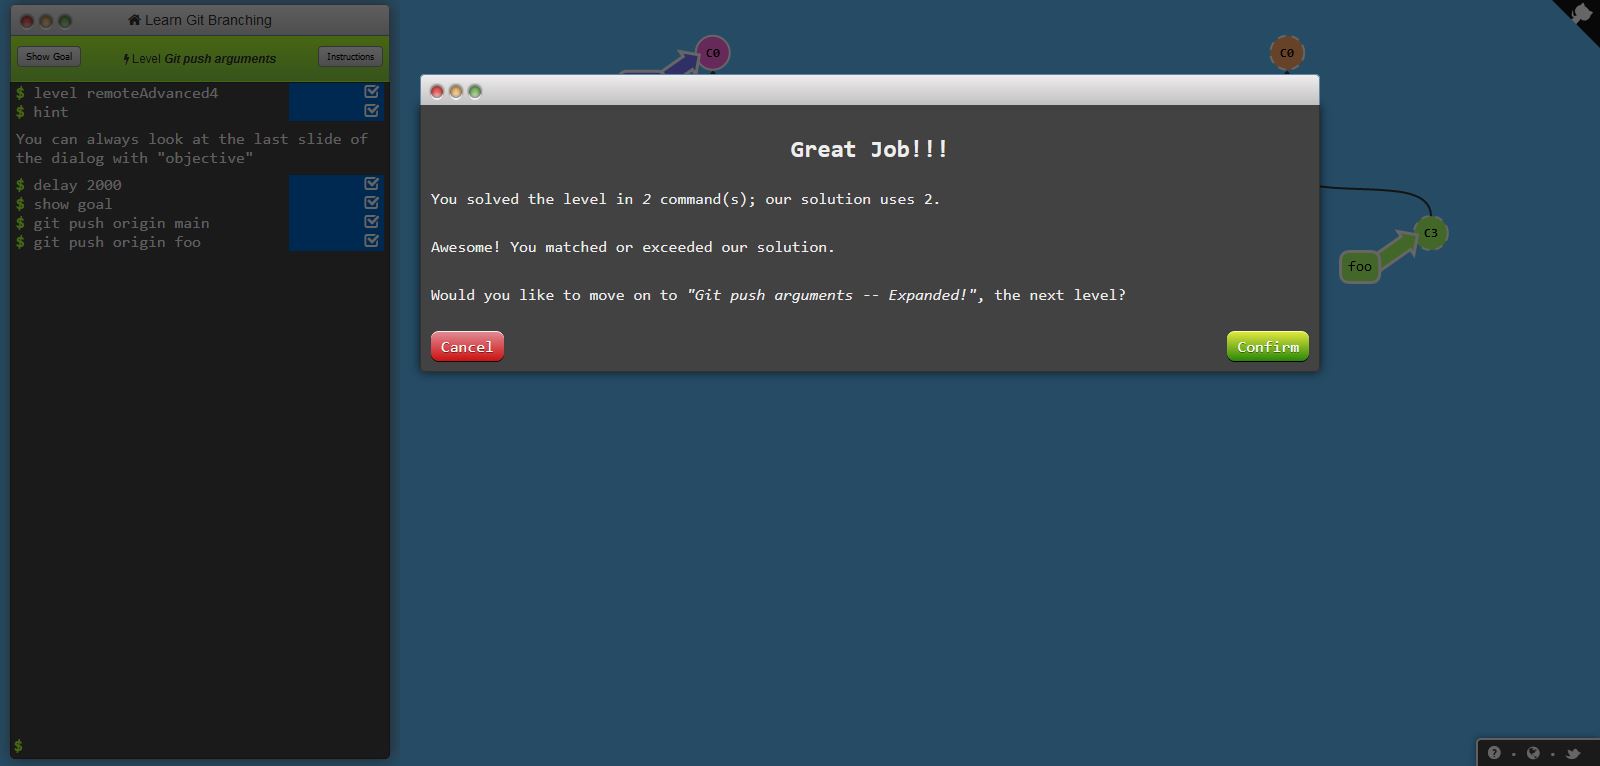 Learn Git Branching
Show Goal
Level Git push arguments
Instructions
$ level remoteAdvanced4
$ hint
You can always look at the last slide of
the dialog with "objective"
$ delay 2000
$ show goal
$ git push origin main
$ git push origin foo
$
C0
C0
Great Job!!!
You solved the level in 2 command(s); our solution uses 2.
Awesome! You matched or exceeded our solution.
Would you like to move on to "Git push arguments -- Expanded!", the next level?
Cancel
Confirm
C3
foo
?